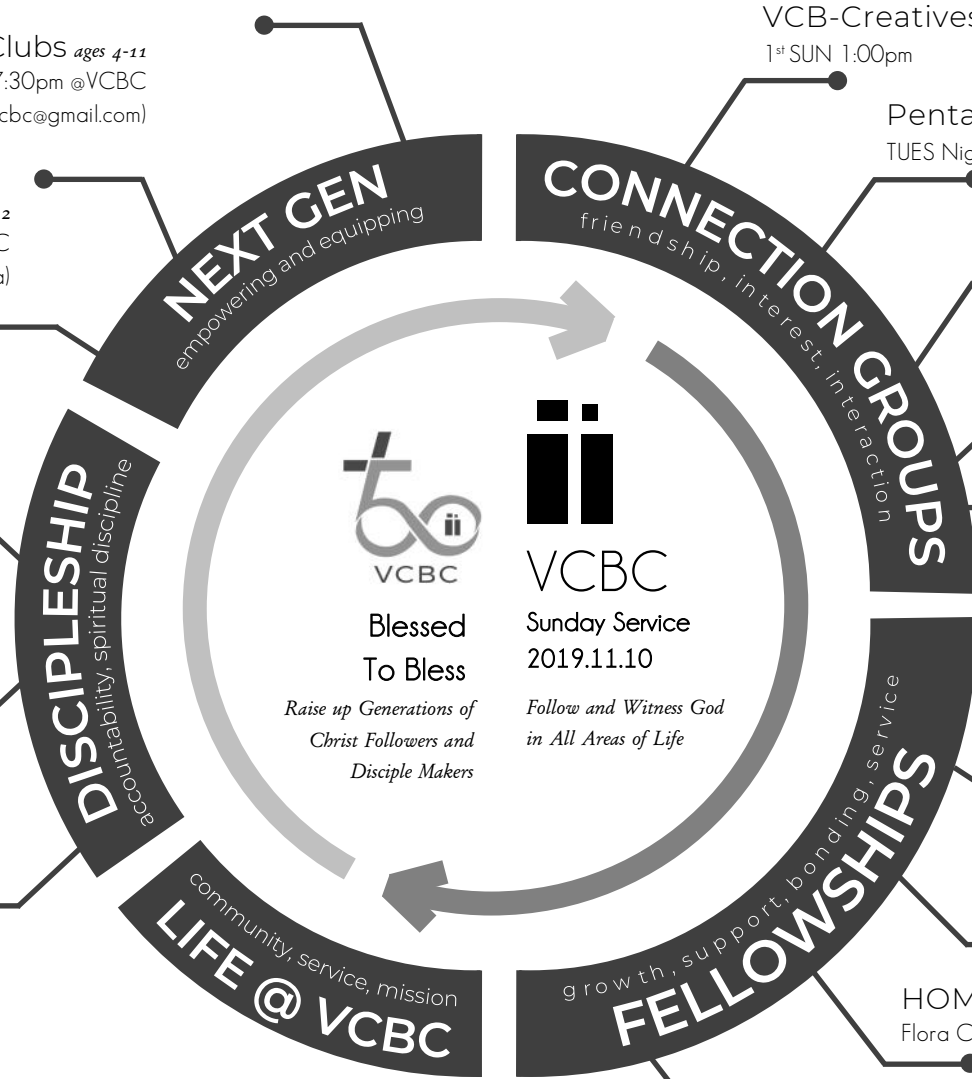 Clubs ages 4-11
7:30pm @VCBC
cbc@gmail.com)
2
C
a)
VCB-Creatives
1st SUN 1:00pm
Penta
TUES Nig
NEXT GEN
empowering and equipping
CONNECTION GROUPS
friendship, interest, interaction
DISCIPLESHIP
accountability, spiritual discipline
VCBC
Blessed
To Bless
Raise up Generations of
Christ Followers and
Disciple Makers
VCBC
Sunday Service
2019.11.10
Follow and Witness God
in All Areas of Life
community, service, mission
LIFE @ VCBC
growth, support, bonding, service
FELLOWSHIPS
HOM
Flora C